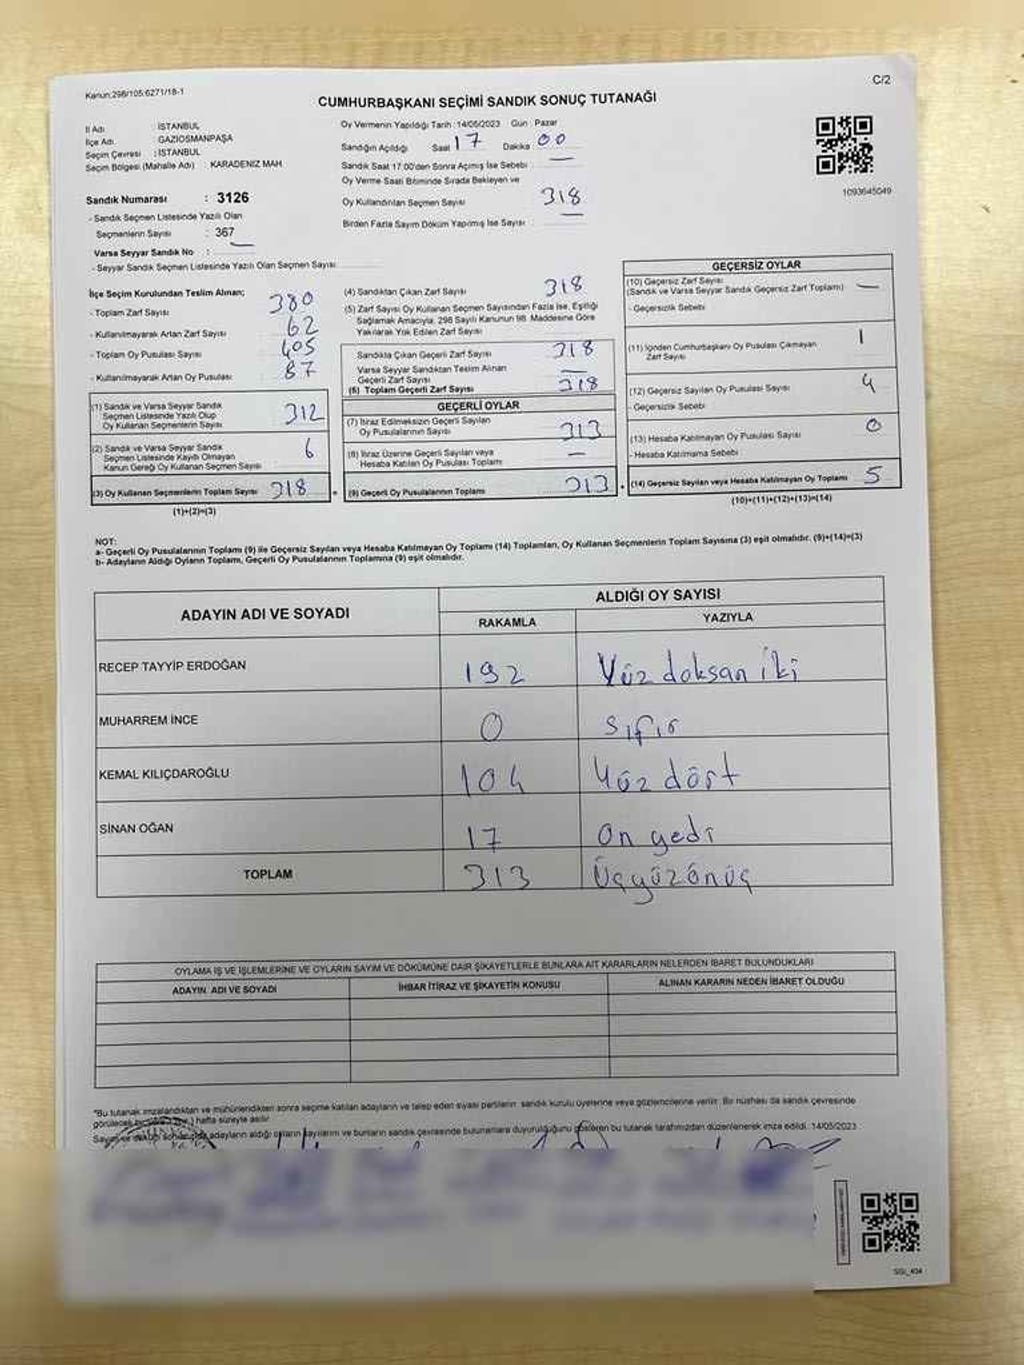 Kanun:298/105:6271/18-1
C/2
CUMHURBAŞKANI SEÇİMİ SANDIK SONUÇ TUTANAĞI
İl Adı : İSTANBUL
İlçe Adı GAZİOSMANPAŞA
Seçim Çevresi : İSTANBUL
Seçim Bölgesi (Mahalle Adı) : KARADENİZ MAH.
Sandık Numarası : 3126
- Sandık Seçmen Listesinde Yazılı Olan
Seçmenlerin Sayısı : 367
Varsa Seyyar Sandık No : —
- Seyyar Sandık Seçmen Listesinde Yazılı Olan Seçmen Sayısı:
Oy Vermenin Yapıldığı Tarih : 14/05/2023 Gün : Pazar
Sandığın Açıldığı Saat 17 Dakika 00
Sandık Saat 17:00'den Sonra Açılmış İse Sebebi : —
Oy Verme Saati Bitiminde Sırada Bekleyen ve
Oy Kullandırılan Seçmen Sayısı 318
Birden Fazla Sayım Döküm Yapılmış İse Sayısı : —
1093645049
İlçe Seçim Kurulundan Teslim Alınan;
- Toplam Zarf Sayısı 380
- Kullanılmayarak Artan Zarf Sayısı 62
- Toplam Oy Pusulası Sayısı 405
- Kullanılmayarak Artan Oy Pusulası 87
(1) Sandık ve Varsa Seyyar Sandık
Seçmen Listesinde Yazılı Olup
Oy Kullanan Seçmenlerin Sayısı 312
(2) Sandık ve Varsa Seyyar Sandık
Seçmen Listesinde Kayıtlı Olmayan
Kanun Gereği Oy Kullanan Seçmen Sayısı 6
(3) Oy Kullanan Seçmenlerin Toplam Sayısı 318
(1)+(2)=(3)
(4) Sandıktan Çıkan Zarf Sayısı 318
(5) Zarf Sayısı Oy Kullanan Seçmen Sayısından Fazla İse, Eşitliği
Sağlamak Amacıyla, 298 Sayılı Kanunun 98. Maddesine Göre
Yakılarak Yok Edilen Zarf Sayısı
Sandıkta Çıkan Geçerli Zarf Sayısı 318
Varsa Seyyar Sandıktan Teslim Alınan
Geçerli Zarf Sayısı —
(6) Toplam Geçerli Zarf Sayısı 318
GEÇERLİ OYLAR
(7) İtiraz Edilmeksizin Geçerli Sayılan
Oy Pusulalarının Sayısı 313
(8) İtiraz Üzerine Geçerli Sayılan veya
Hesaba Katılan Oy Pusulası Toplamı —
(9) Geçerli Oy Pusulalarının Toplamı 313
GEÇERSİZ OYLAR
(10) Geçersiz Zarf Sayısı
(Sandık ve Varsa Seyyar Sandık Geçersiz Zarf Toplamı) —
- Geçersizlik Sebebi
(11) İçinden Cumhurbaşkanı Oy Pusulası Çıkmayan
Zarf Sayısı 1
(12) Geçersiz Sayılan Oy Pusulası Sayısı 4
- Geçersizlik Sebebi
(13) Hesaba Katılmayan Oy Pusulası Sayısı 0
- Hesaba Katılmama Sebebi
(14) Geçersiz Sayılan veya Hesaba Katılmayan Oy Toplamı 5
(10)+(11)+(12)+(13)=(14)
NOT:
a- Geçerli Oy Pusulalarının Toplamı (9) ile Geçersiz Sayılan veya Hesaba Katılmayan Oy Toplamı (14) Toplamları, Oy Kullanan Seçmenlerin Toplam Sayısına (3) eşit olmalıdır. (9)+(14)=(3)
b- Adayların Aldığı Oyların Toplamı, Geçerli Oy Pusulalarının Toplamına (9) eşit olmalıdır.
ADAYIN ADI VE SOYADI
ALDIĞI OY SAYISI
RAKAMLA YAZIYLA
RECEP TAYYİP ERDOĞAN 192 Yüz doksan iki
MUHARREM İNCE 0 sıfır
KEMAL KILIÇDAROĞLU 104 Yüz dört
SİNAN OĞAN 17 On yedi
TOPLAM 313 Üçyüzönüç
OYLAMA İŞ VE İŞLEMLERİNE VE OYLARIN SAYIM VE DÖKÜMÜNE DAİR ŞİKAYETLERLE BUNLARA AİT KARARLARIN NELERDEN İBARET BULUNDUKLARI
ADAYIN ADI VE SOYADI İHBAR İTİRAZ VE ŞİKAYETİN KONUSU ALINAN KARARIN NEDEN İBARET OLDUĞU
"Bu tutanak imzalandıktan ve mühürlendikten sonra seçime katılan adayların ve talep eden siyasi partilerin sandık kurulu üyelerine veya gözlemcilerine verilir. Bir nüshası da sandık çevresinde
hafta süreyle asılır.
adayların aldığı oyların sayılarını ve bunların sandık çevresinde bulunanlara duyurulduğunu gösteren bu tutanak tarafımızdan düzenlenerek imza edildi. 14/05/2023